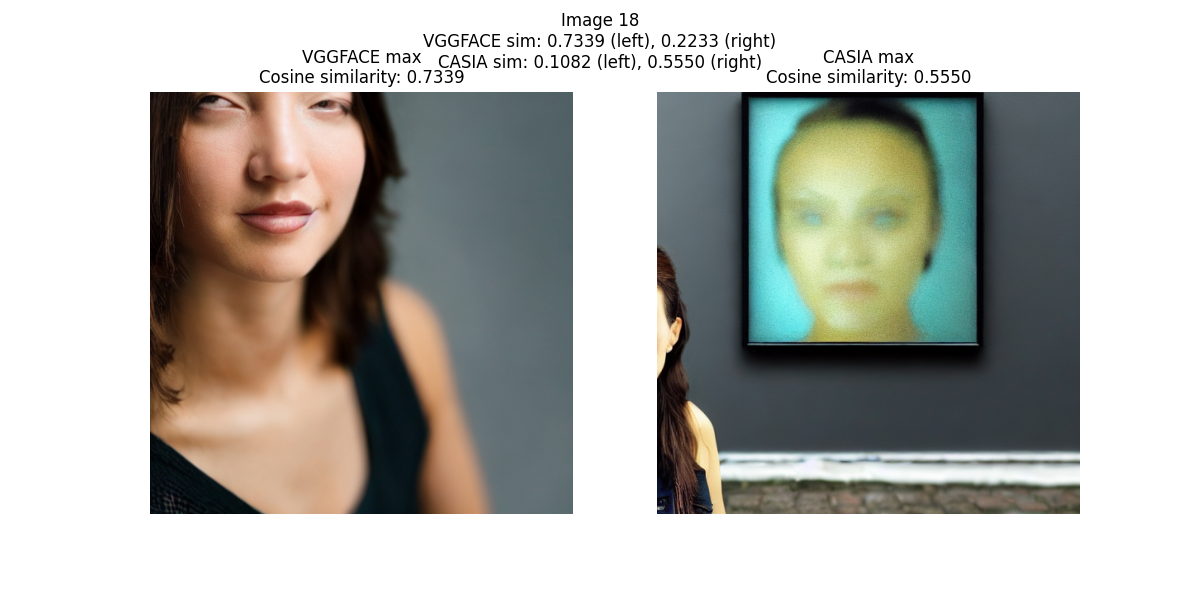 Image 18
VGGFACE sim: 0.7339 (left), 0.2233 (right)
CASIA sim: 0.1082 (left), 0.5550 (right)
VGGFACE max
Cosine similarity: 0.7339
CASIA max
Cosine similarity: 0.5550